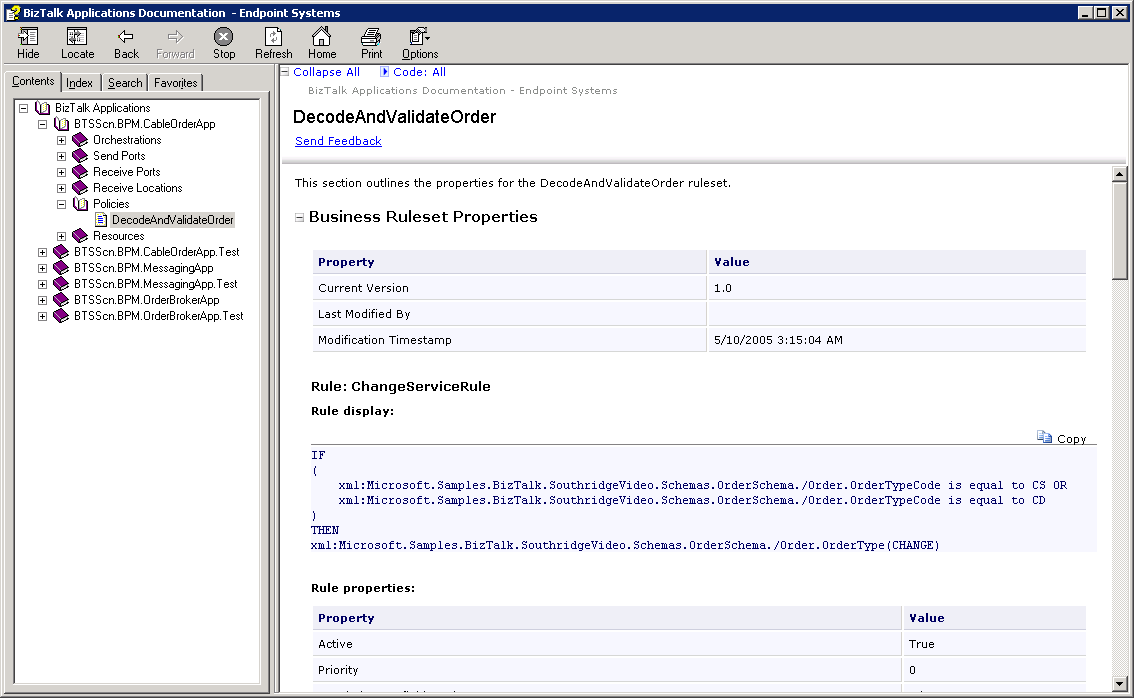 BizTalk Applications Documentation - Endpoint Systems
Hide Locate Back Forward Stop Refresh Home Print Options
Contents Index Search Favorites
BizTalk Applications
BTSScn.BPM.CableOrderApp
Orchestrations
Send Ports
Receive Ports
Receive Locations
Policies
DecodeAndValidateOrder
Resources
BTSScn.BPM.CableOrderApp.Test
BTSScn.BPM.MessagingApp
BTSScn.BPM.MessagingApp.Test
BTSScn.BPM.OrderBrokerApp
BTSScn.BPM.OrderBrokerApp.Test
Collapse All Code: All
BizTalk Applications Documentation - Endpoint Systems
DecodeAndValidateOrder
Send Feedback
This section outlines the properties for the DecodeAndValidateOrder ruleset.
Business Ruleset Properties
Property Value
Current Version 1.0
Last Modified By
Modification Timestamp 5/10/2005 3:15:04 AM
Rule: ChangeServiceRule
Rule display:
Copy
IF
(
xml:Microsoft.Samples.BizTalk.SouthridgeVideo.Schemas.OrderSchema./Order.OrderTypeCode is equal to CS OR
xml:Microsoft.Samples.BizTalk.SouthridgeVideo.Schemas.OrderSchema./Order.OrderTypeCode is equal to CD
)
THEN
xml:Microsoft.Samples.BizTalk.SouthridgeVideo.Schemas.OrderSchema./Order.OrderType(CHANGE)
Rule properties:
Property Value
Active True
Priority 0